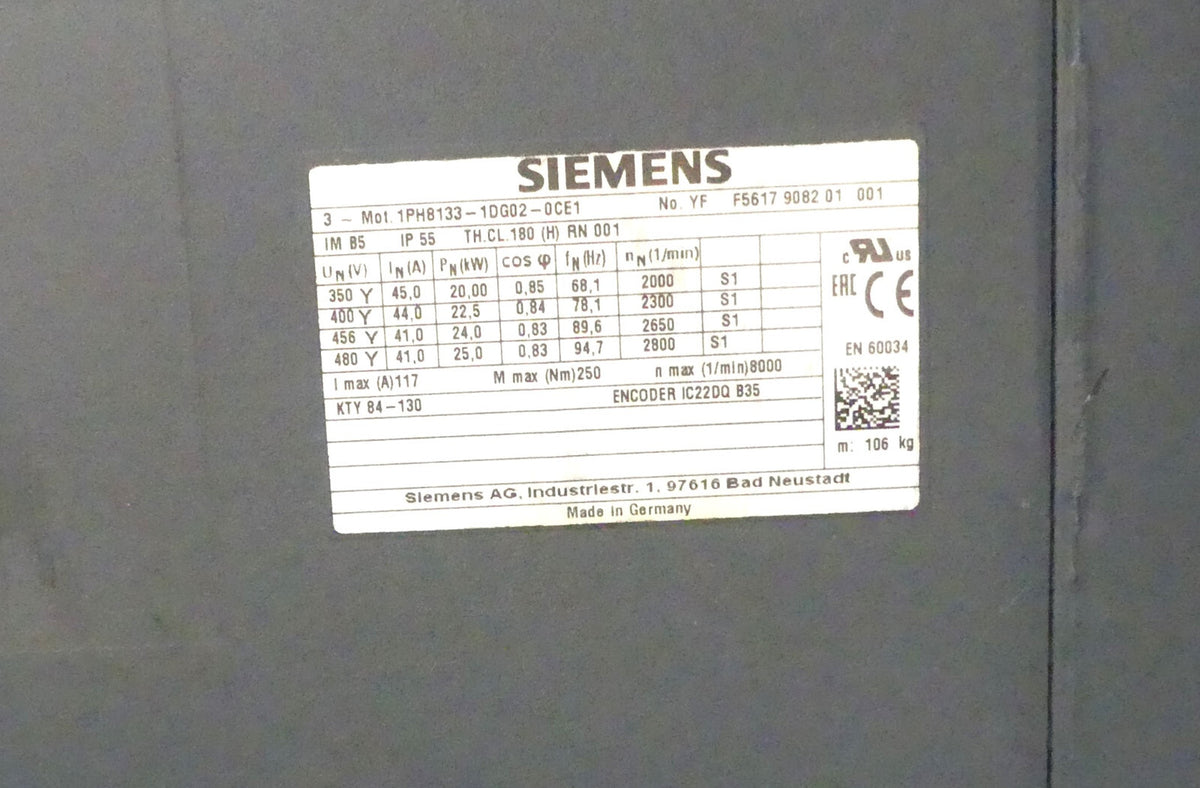 SIEMENS
3 ~ Mot. 1PH8133-1DG02-0CE1 No. YF F5617 9082 01 001
IM B5 IP 55 TH.CL.180 (H) RN 001
UN(V) IN(A) PN(kW) cos φ fN(Hz) nN(1/min)
350 Y 45,0 20,00 0,85 68,1 2000 S1
400 Y 44,0 22,5 0,84 78,1 2300 S1
456 Y 41,0 24,0 0,83 89,6 2650 S1
480 Y 41,0 25,0 0,83 94,7 2800 S1
I max (A)117 M max (Nm)250 n max (1/min)8000
KTY 84-130 ENCODER IC22DQ B35
c RU US
EAC CE
EN 60034
m: 106 kg
Siemens AG, Industriestr. 1, 97616 Bad Neustadt
Made in Germany